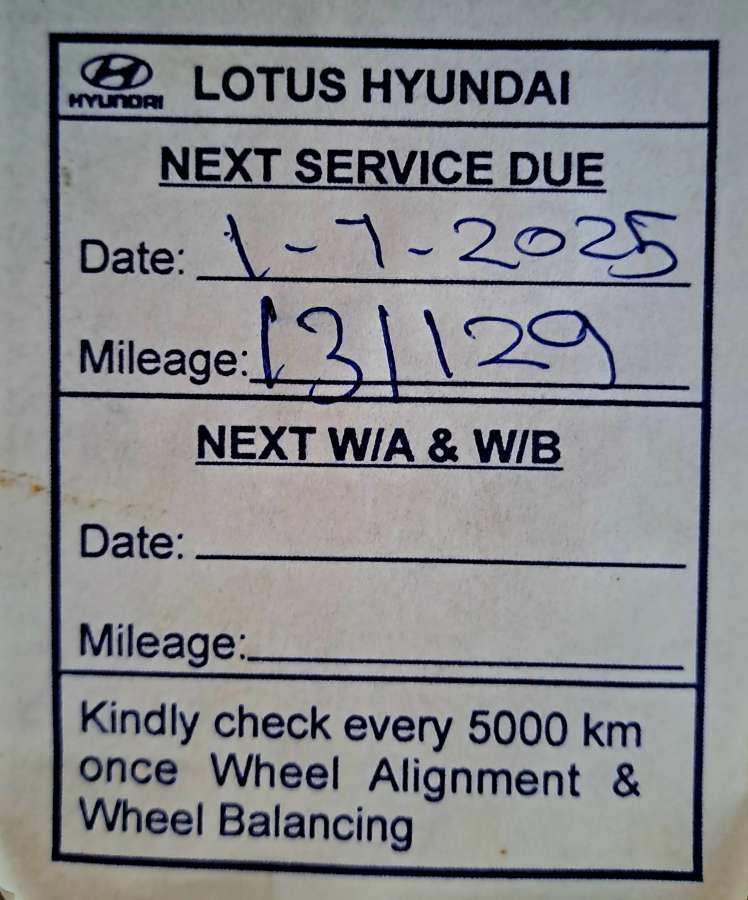 HYUNDAI LOTUS HYUNDAI
NEXT SERVICE DUE
Date: 1-7-2025
Mileage: 131129
NEXT W/A & W/B
Date:
Mileage:
Kindly check every 5000 km
once Wheel Alignment &
Wheel Balancing